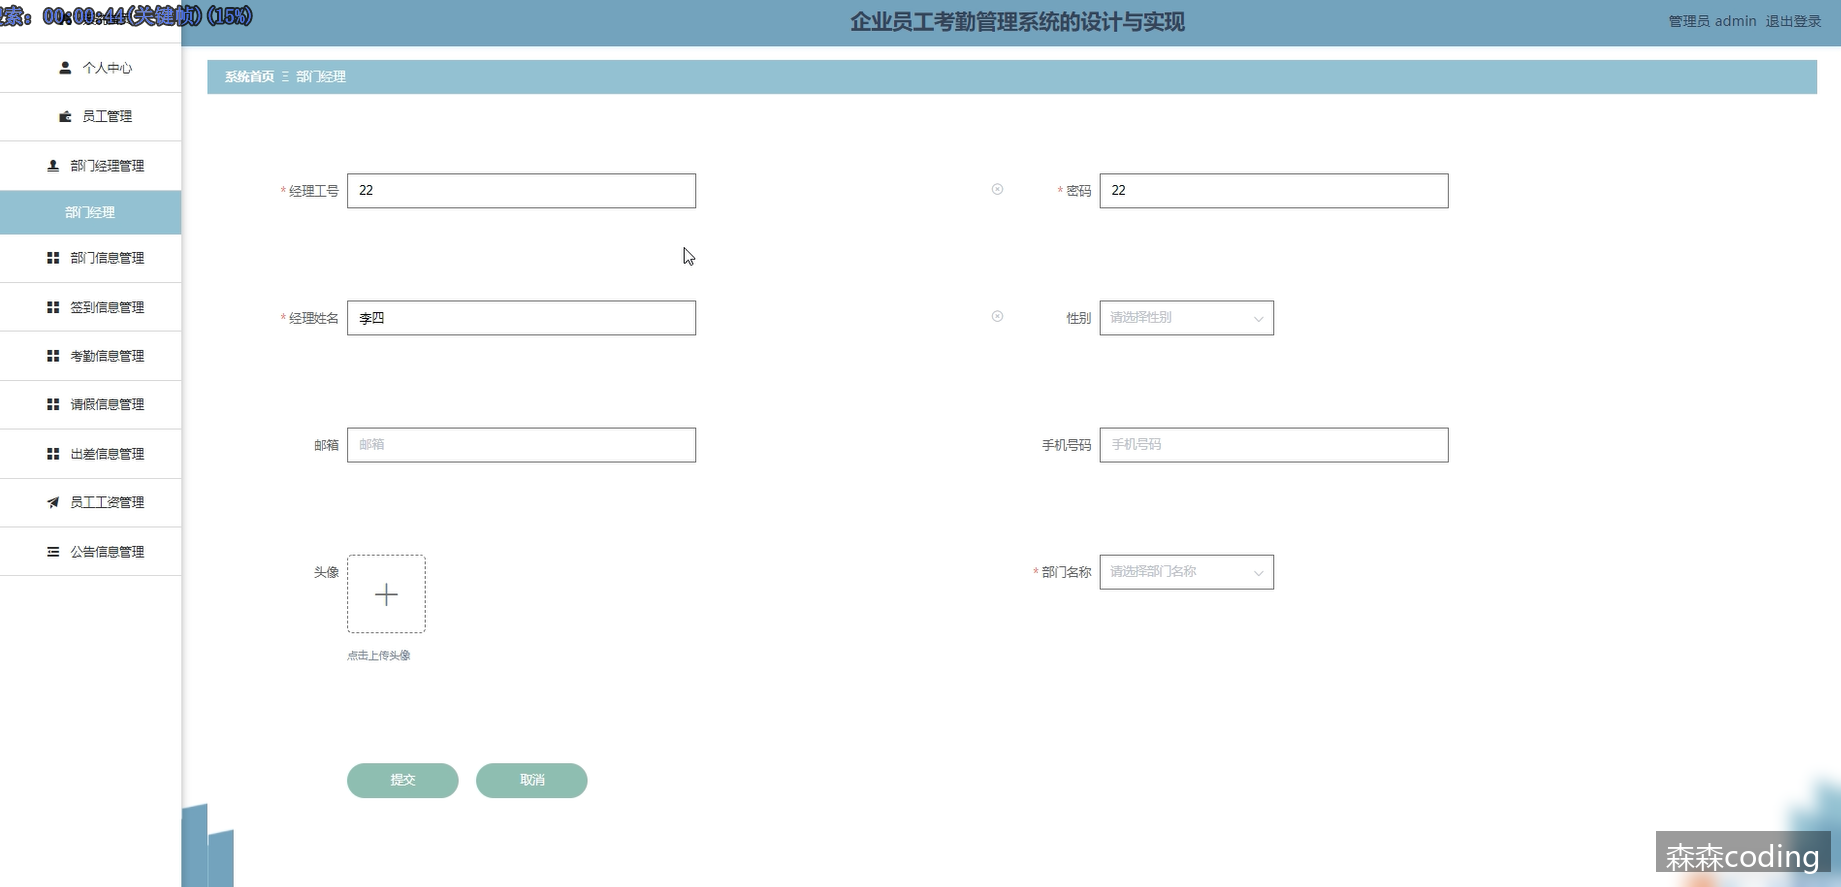 索: 00:00:44(关键帧)(15%)
企业员工考勤管理系统的设计与实现
管理员 admin 退出登录
个人中心
员工管理
部门经理管理
部门经理
部门信息管理
签到信息管理
考勤信息管理
请假信息管理
出差信息管理
员工工资管理
公告信息管理
系统首页 Ξ 部门经理
* 经理工号 22
* 密码 22
* 经理姓名 李四
性别 请选择性别
邮箱 邮箱
手机号码 手机号码
头像
点击上传头像
* 部门名称 请选择部门名称
提交 取消
森森coding